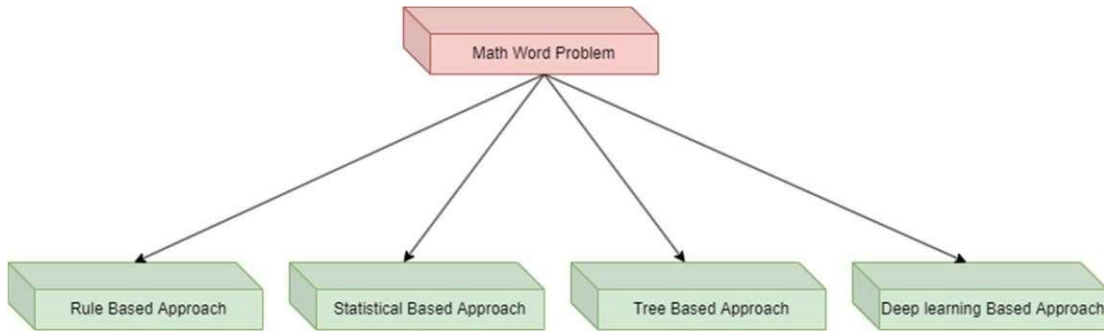 Math Word Problem
Rule Based Approach
Statistical Based Approach
Tree Based Approach
Deep learning Based Approach